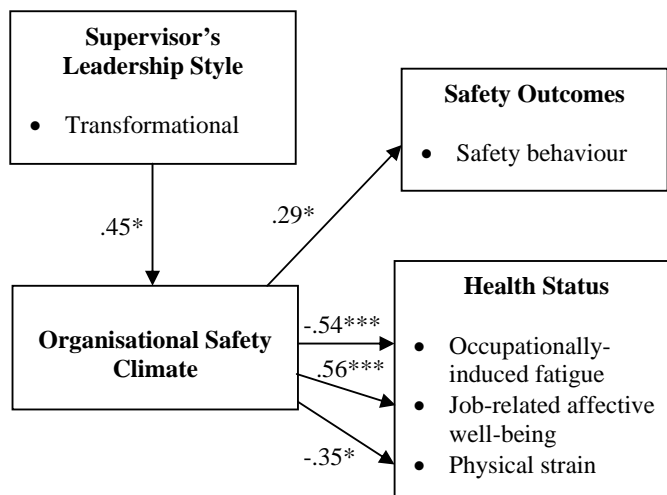 Supervisor's
Leadership Style
• Transformational
Safety Outcomes
• Safety behaviour
.45*
.29*
Organisational Safety
Climate
-.54***
.56***
-.35*
Health Status
• Occupationally-
induced fatigue
• Job-related affective
well-being
• Physical strain